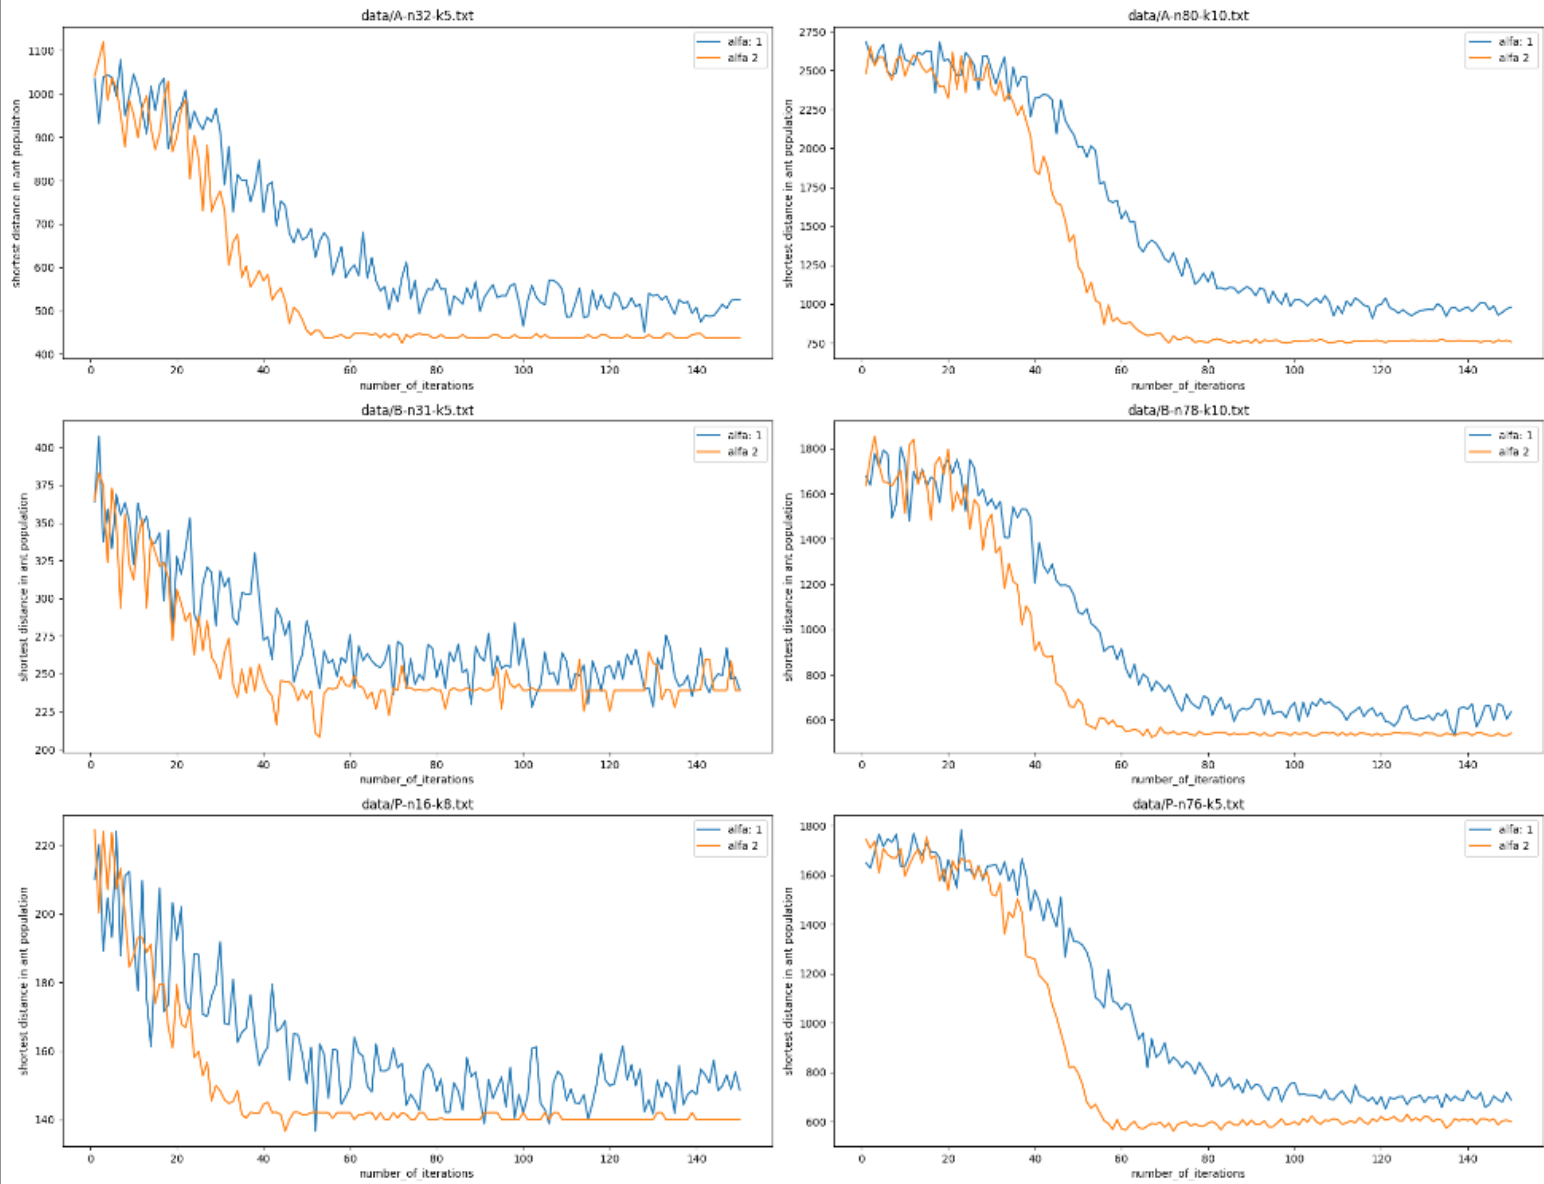 data/A-n32-k5.txt
shortest distance in ant population
1100
1000
900
800
700
600
500
400
alfa: 1
alfa 2
0 20 40 60 80 100 120 140
number_of_iterations
data/A-n80-k10.txt
shortest distance in ant population
2750
2500
2250
2000
1750
1500
1250
1000
750
alfa: 1
alfa 2
0 20 40 60 80 100 120 140
number_of_iterations
data/B-n31-k5.txt
shortest distance in ant population
400
375
350
325
300
275
250
225
200
alfa: 1
alfa 2
0 20 40 60 80 100 120 140
number_of_iterations
data/B-n78-k10.txt
shortest distance in ant population
1800
1600
1400
1200
1000
800
600
alfa: 1
alfa 2
0 20 40 60 80 100 120 140
number_of_iterations
data/P-n16-k8.txt
shortest distance in ant population
220
200
180
160
140
alfa: 1
alfa 2
0 20 40 60 80 100 120 140
number_of_iterations
data/P-n76-k5.txt
shortest distance in ant population
1800
1600
1400
1200
1000
800
600
alfa: 1
alfa 2
0 20 40 60 80 100 120 140
number_of_iterations